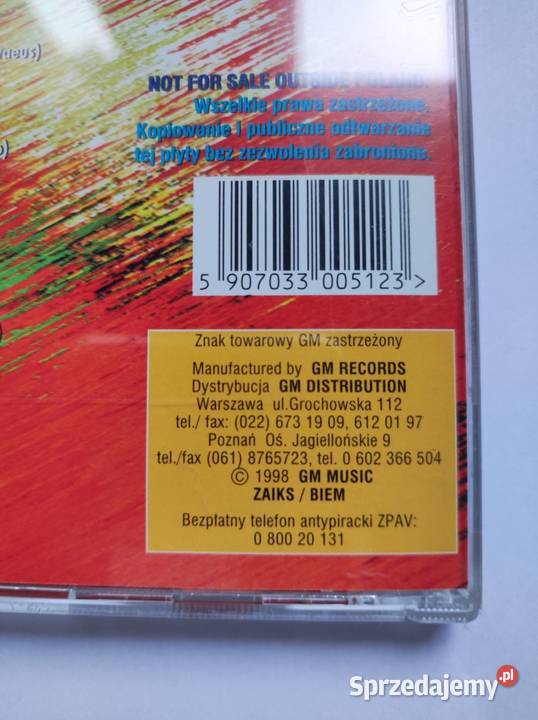 NOT FOR SALE OUTSIDE POLAND.
Wszelkie prawa zastrzeżone.
Kopiowanie i publiczne odtwarzanie
tej płyty bez zezwolenia zabronione.
5 907033 005123 >
Znak towarowy GM zastrzeżony
Manufactured by GM RECORDS
Dystrybucja GM DISTRIBUTION
Warszawa ul.Grochowska 112
tel./ fax: (022) 673 19 09, 612 01 97
Poznań Oś. Jagiellońskie 9
tel./fax (061) 8765723, tel. 0 602 366 504
© 1998 GM MUSIC
ZAIKS / BIEM
Bezpłatny telefon antypiracki ZPAV:
0 800 20 131
Sprzedajemy.pl